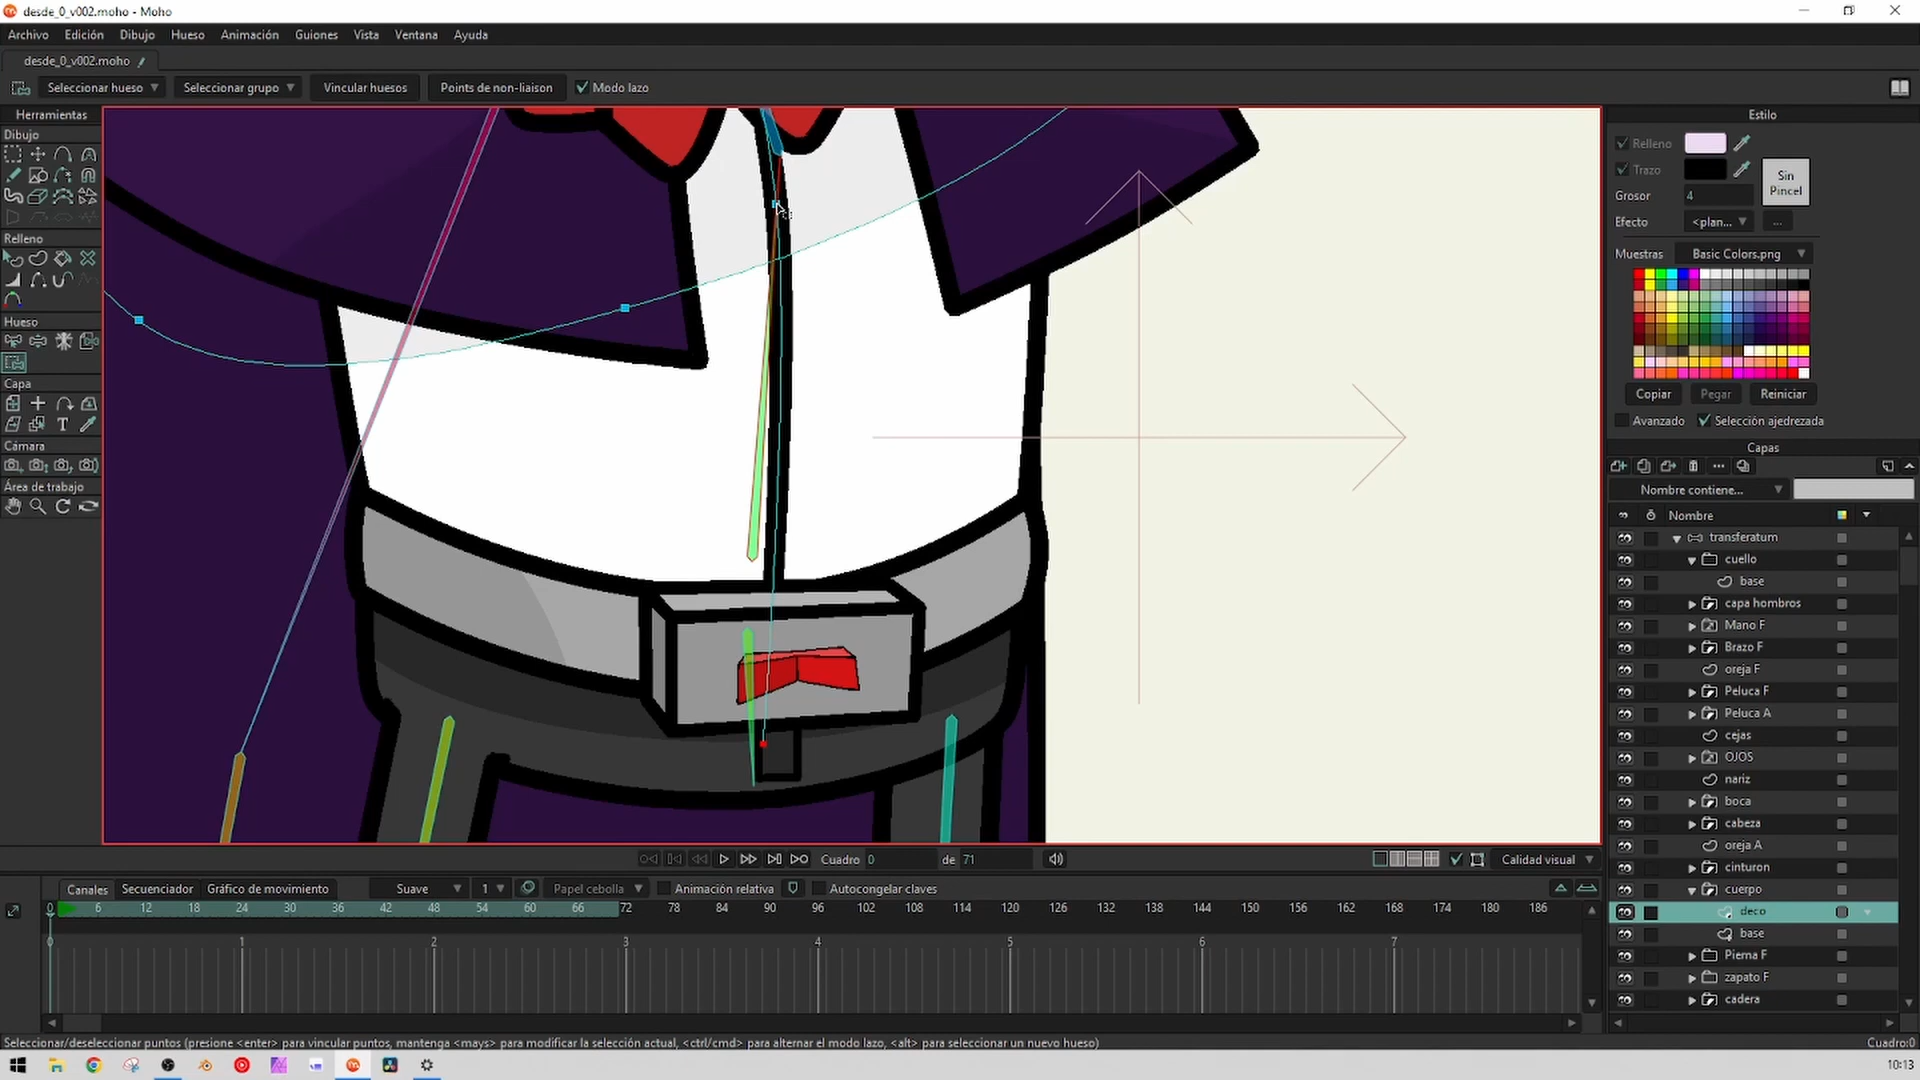 desde_0_v002.moho - Moho
Archivo Edición Dibujo Hueso Animación Guiones Vista Ventana Ayuda
desde_0_v002.moho
Seleccionar hueso Seleccionar grupo Vincular huesos Points de non-liaison Modo lazo
Herramientas
Dibujo
Relleno
Hueso
Capa
Cámara
Área de trabajo
Estilo
Relleno
Trazo
Sin Pincel
Grosor 4
Efecto <plan... ...
Muestras Basic Colors.png
Copiar Pegar Reiniciar
Avanzado Selección ajedrezada
Capas
Nombre contiene...
Nombre
transferatum
cuello
base
capa hombros
Mano F
Brazo F
oreja F
Peluca F
Peluca A
cejas
OJOS
nariz
boca
cabeza
oreja A
cinturon
cuerpo
deco
base
Pierna F
zapato F
cadera
Cuadro 0 de 71 Calidad visual
Canales Secuenciador Gráfico de movimiento Suave 1 Papel cebolla Animación relativa Autocongelar claves
0 6 12 18 24 30 36 42 48 54 60 66 72 78 84 90 96 102 108 114 120 126 132 138 144 150 156 162 168 174 180 186
0 1 2 3 4 5 6 7
Seleccionar/deseleccionar puntos (presione <enter> para vincular puntos, mantenga <mays> para modificar la selección actual, <ctrl/cmd> para alternar el modo lazo, <alt> para seleccionar un nuevo hueso) Cuadro:0
10:13